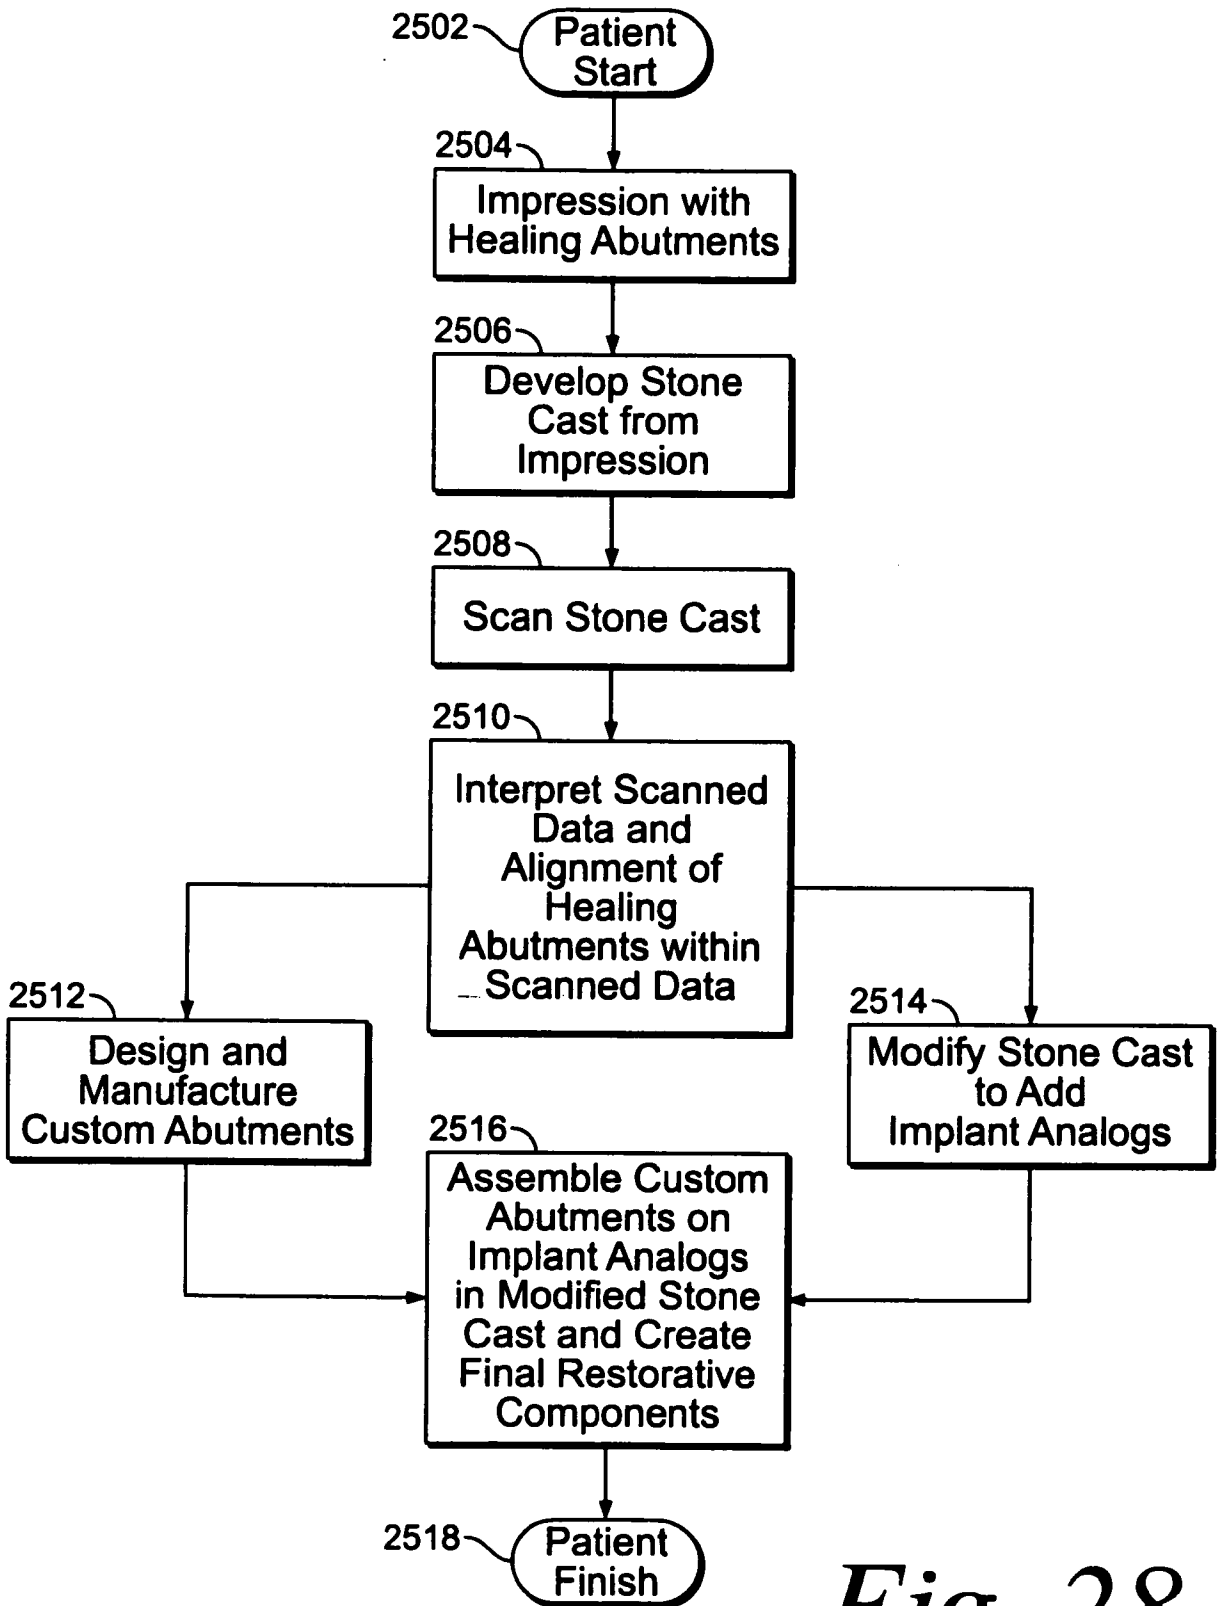 2502
Patient
Start
2504
Impression with
Healing Abutments
2506
Develop Stone
Cast from
Impression
2508
Scan Stone Cast
2510
Interpret Scanned
Data and
Alignment of
Healing
Abutments within
Scanned Data
2512
Design and
Manufacture
Custom Abutments
2514
Modify Stone Cast
to Add
Implant Analogs
2516
Assemble Custom
Abutments on
Implant Analogs
in Modified Stone
Cast and Create
Final Restorative
Components
2518
Patient
Finish
Fig. 28